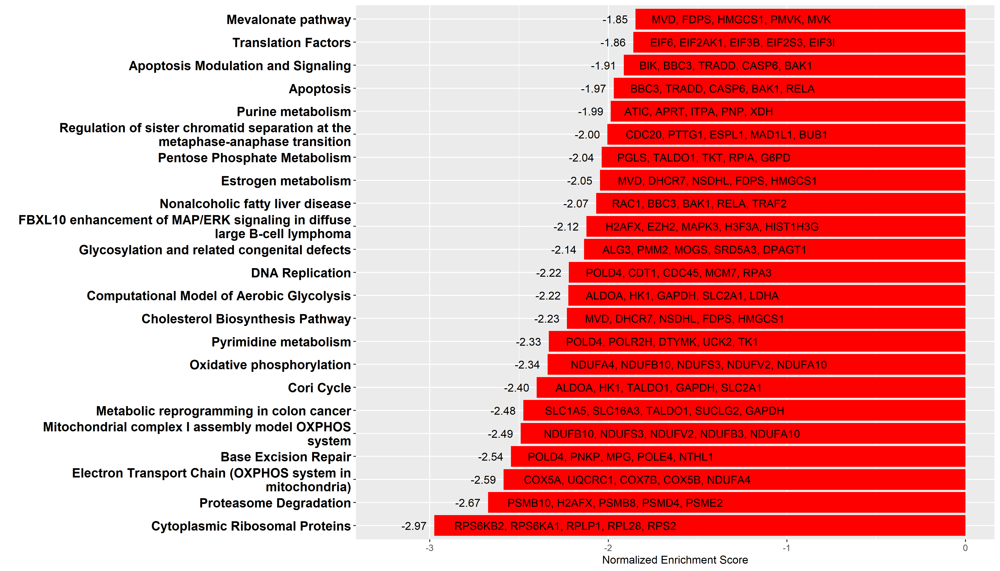 Mevalonate pathway -1.85 MVD, FDPS, HMGCS1, PMVK, MVK
Translation Factors -1.86 EIF6, EIF2AK1, EIF3B, EIF2S3, EIF3I
Apoptosis Modulation and Signaling -1.91 BIK, BBC3, TRADD, CASP6, BAK1
Apoptosis -1.97 BBC3, TRADD, CASP6, BAK1, RELA
Purine metabolism -1.99 ATIC, APRT, ITPA, PNP, XDH
Regulation of sister chromatid separation at the
metaphase-anaphase transition -2.00 CDC20, PTTG1, ESPL1, MAD1L1, BUB1
Pentose Phosphate Metabolism -2.04 PGLS, TALDO1, TKT, RPIA, G6PD
Estrogen metabolism -2.05 MVD, DHCR7, NSDHL, FDPS, HMGCS1
Nonalcoholic fatty liver disease -2.07 RAC1, BBC3, BAK1, RELA, TRAF2
FBXL10 enhancement of MAP/ERK signaling in diffuse
large B-cell lymphoma -2.12 H2AFX, EZH2, MAPK3, H3F3A, HIST1H3G
Glycosylation and related congenital defects -2.14 ALG3, PMM2, MOGS, SRD5A3, DPAGT1
DNA Replication -2.22 POLD4, CDT1, CDC45, MCM7, RPA3
Computational Model of Aerobic Glycolysis -2.22 ALDOA, HK1, GAPDH, SLC2A1, LDHA
Cholesterol Biosynthesis Pathway -2.23 MVD, DHCR7, NSDHL, FDPS, HMGCS1
Pyrimidine metabolism -2.33 POLD4, POLR2H, DTYMK, UCK2, TK1
Oxidative phosphorylation -2.34 NDUFA4, NDUFB10, NDUFS3, NDUFV2, NDUFA10
Cori Cycle -2.40 ALDOA, HK1, TALDO1, GAPDH, SLC2A1
Metabolic reprogramming in colon cancer -2.48 SLC1A5, SLC16A3, TALDO1, SUCLG2, GAPDH
Mitochondrial complex I assembly model OXPHOS
system -2.49 NDUFB10, NDUFS3, NDUFV2, NDUFB3, NDUFA10
Base Excision Repair -2.54 POLD4, PNKP, MPG, POLE4, NTHL1
Electron Transport Chain (OXPHOS system in
mitochondria) -2.59 COX5A, UQCRC1, COX7B, COX5B, NDUFA4
Proteasome Degradation -2.67 PSMB10, H2AFX, PSMB8, PSMD4, PSME2
Cytoplasmic Ribosomal Proteins -2.97 RPS6KB2, RPS6KA1, RPLP1, RPL28, RPS2
-3 -2 -1 0
Normalized Enrichment Score